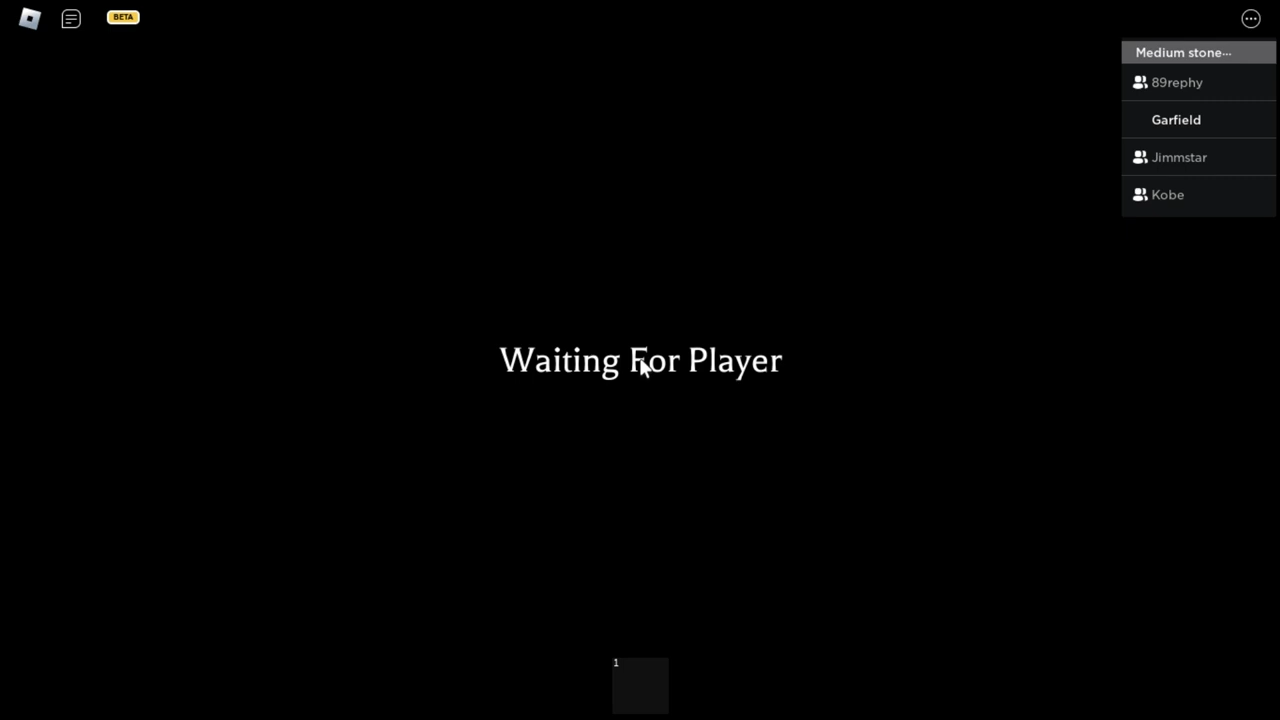 BETA
Medium stone...
89rephy
Garfield
Jimmstar
Kobe
Waiting For Player
1